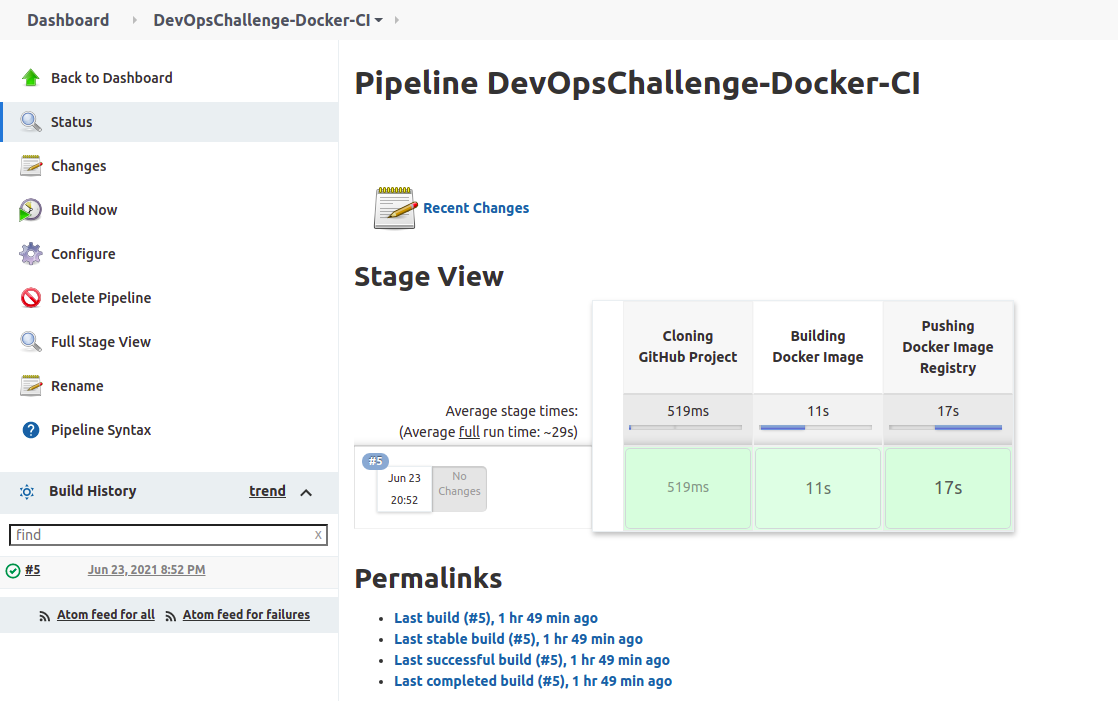 Dashboard DevOpsChallenge-Docker-CI
Back to Dashboard
Status
Changes
Build Now
Configure
Delete Pipeline
Full Stage View
Rename
Pipeline Syntax
Build History trend
find x
#5 Jun 23, 2021 8:52 PM
Atom feed for all Atom feed for failures
Pipeline DevOpsChallenge-Docker-CI
Recent Changes
Stage View
Cloning
GitHub Project
Building
Docker Image
Pushing
Docker Image
Registry
Average stage times:
(Average full run time: ~29s)
519ms
11s
17s
#5
Jun 23
20:52
No
Changes
519ms
11s
17s
Permalinks
Last build (#5), 1 hr 49 min ago
Last stable build (#5), 1 hr 49 min ago
Last successful build (#5), 1 hr 49 min ago
Last completed build (#5), 1 hr 49 min ago